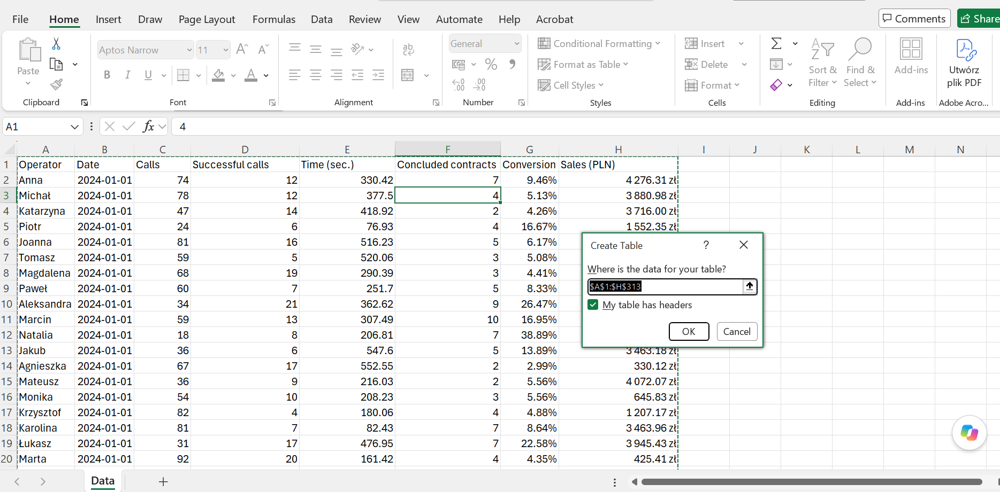 File Home Insert Draw Page Layout Formulas Data Review View Automate Help Acrobat Comments Share
Aptos Narrow 11 General Conditional Formatting Insert
Paste Format as Table Delete Sort & Find & Add-ins Utwórz
B I U A Cell Styles Format Filter Select plik PDF
Clipboard Font Alignment Number Styles Cells Editing Add-ins Adobe Acro...
A1 fx 4
A B C D E F G H I J K L M N
1 Operator Date Calls Successful calls Time (sec.) Concluded contracts Conversion Sales (PLN)
2 Anna 2024-01-01 74 12 330.42 7 9.46% 4 276.31 zł
3 Michał 2024-01-01 78 12 377.5 4 5.13% 3 880.98 zł
4 Katarzyna 2024-01-01 47 14 418.92 2 4.26% 3 716.00 zł
5 Piotr 2024-01-01 24 6 76.93 4 16.67% 1 552.35 zł
6 Joanna 2024-01-01 81 16 516.23 5 6.17%
7 Tomasz 2024-01-01 59 5 520.06 3 5.08%
8 Magdalena 2024-01-01 68 19 290.39 3 4.41%
9 Paweł 2024-01-01 60 7 251.7 5 8.33%
10 Aleksandra 2024-01-01 34 21 362.62 9 26.47%
11 Marcin 2024-01-01 59 13 307.49 10 16.95%
12 Natalia 2024-01-01 18 8 206.81 7 38.89%
13 Jakub 2024-01-01 36 6 547.6 5 13.89% 3 463.18 zł
14 Agnieszka 2024-01-01 67 17 552.55 2 2.99% 330.12 zł
15 Mateusz 2024-01-01 36 9 216.03 2 5.56% 4 072.07 zł
16 Monika 2024-01-01 54 10 208.23 3 5.56% 645.83 zł
17 Krzysztof 2024-01-01 82 4 180.06 4 4.88% 1 207.17 zł
18 Karolina 2024-01-01 81 7 82.43 7 8.64% 3 463.96 zł
19 Łukasz 2024-01-01 31 17 476.95 7 22.58% 3 945.43 zł
20 Marta 2024-01-01 92 20 161.42 4 4.35% 425.41 zł
Create Table ?
Where is the data for your table?
$A$1:$H$313
My table has headers
OK Cancel
Data